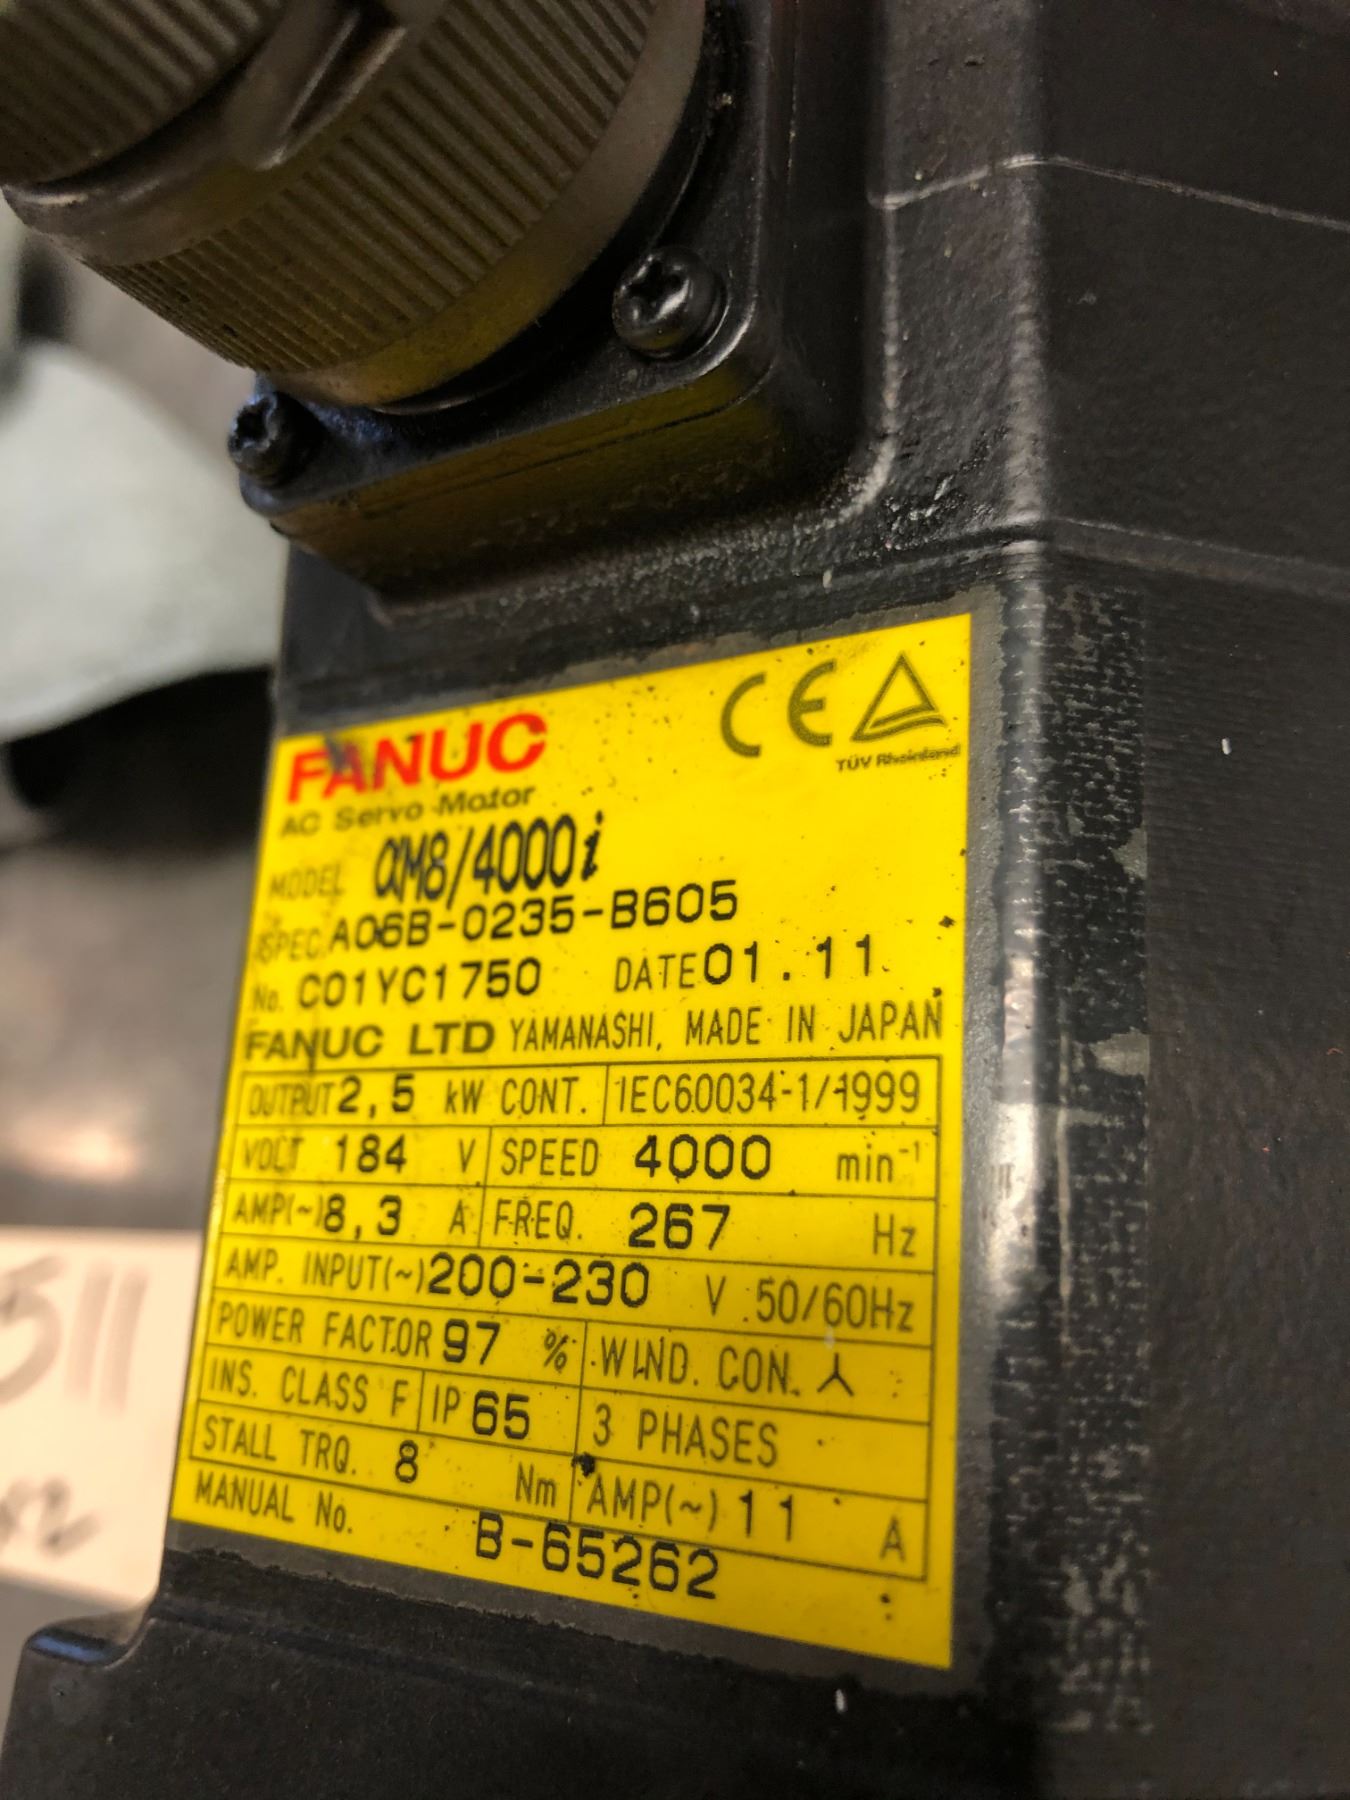 CE
TÜV Rheinland
FANUC
AC Servo Motor
MODEL αM8/4000i
SPEC. A06B-0235-B605
No. C01YC1750 DATE 01.11
FANUC LTD YAMANASHI, MADE IN JAPAN
OUTPUT 2,5 kW CONT. IEC60034-1/1999
VOLT 184 V SPEED 4000 min⁻¹
AMP(~) 8,3 A FREQ. 267 Hz
AMP. INPUT(~) 200-230 V 50/60Hz
POWER FACTOR 97 % WIND. CON.
INS. CLASS F IP 65 3 PHASES
STALL TRQ. 8 Nm AMP(~) 11 A
MANUAL No. B-65262
511